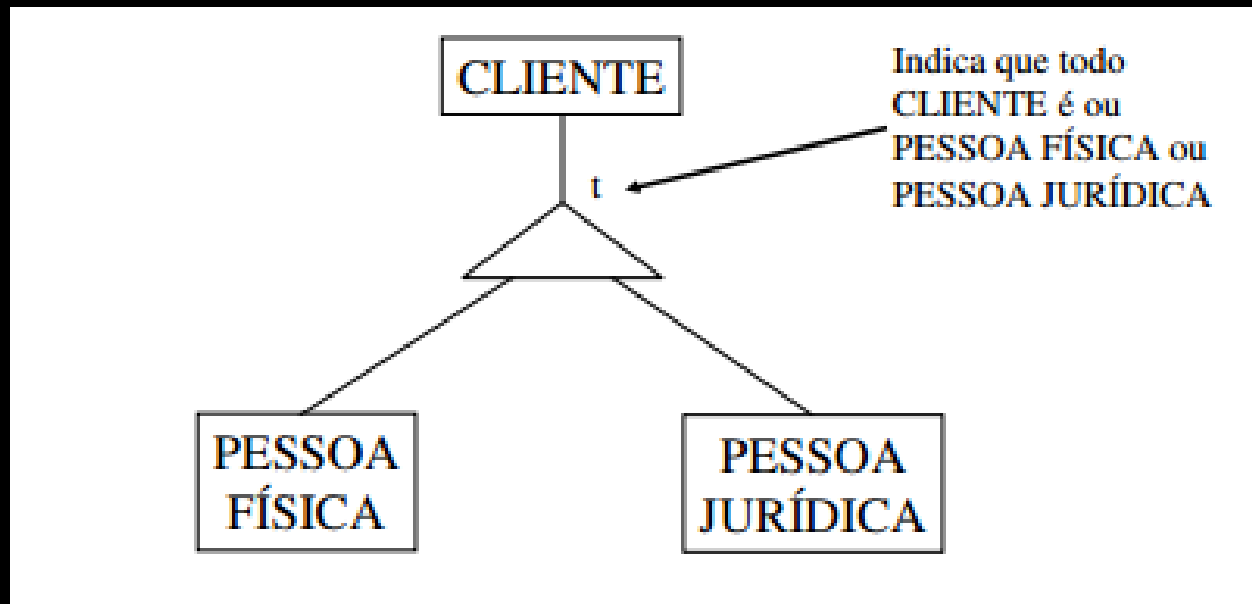 CLIENTE
Indica que todo
CLIENTE é ou
PESSOA FÍSICA ou
PESSOA JURÍDICA
t
PESSOA
FÍSICA
PESSOA
JURÍDICA